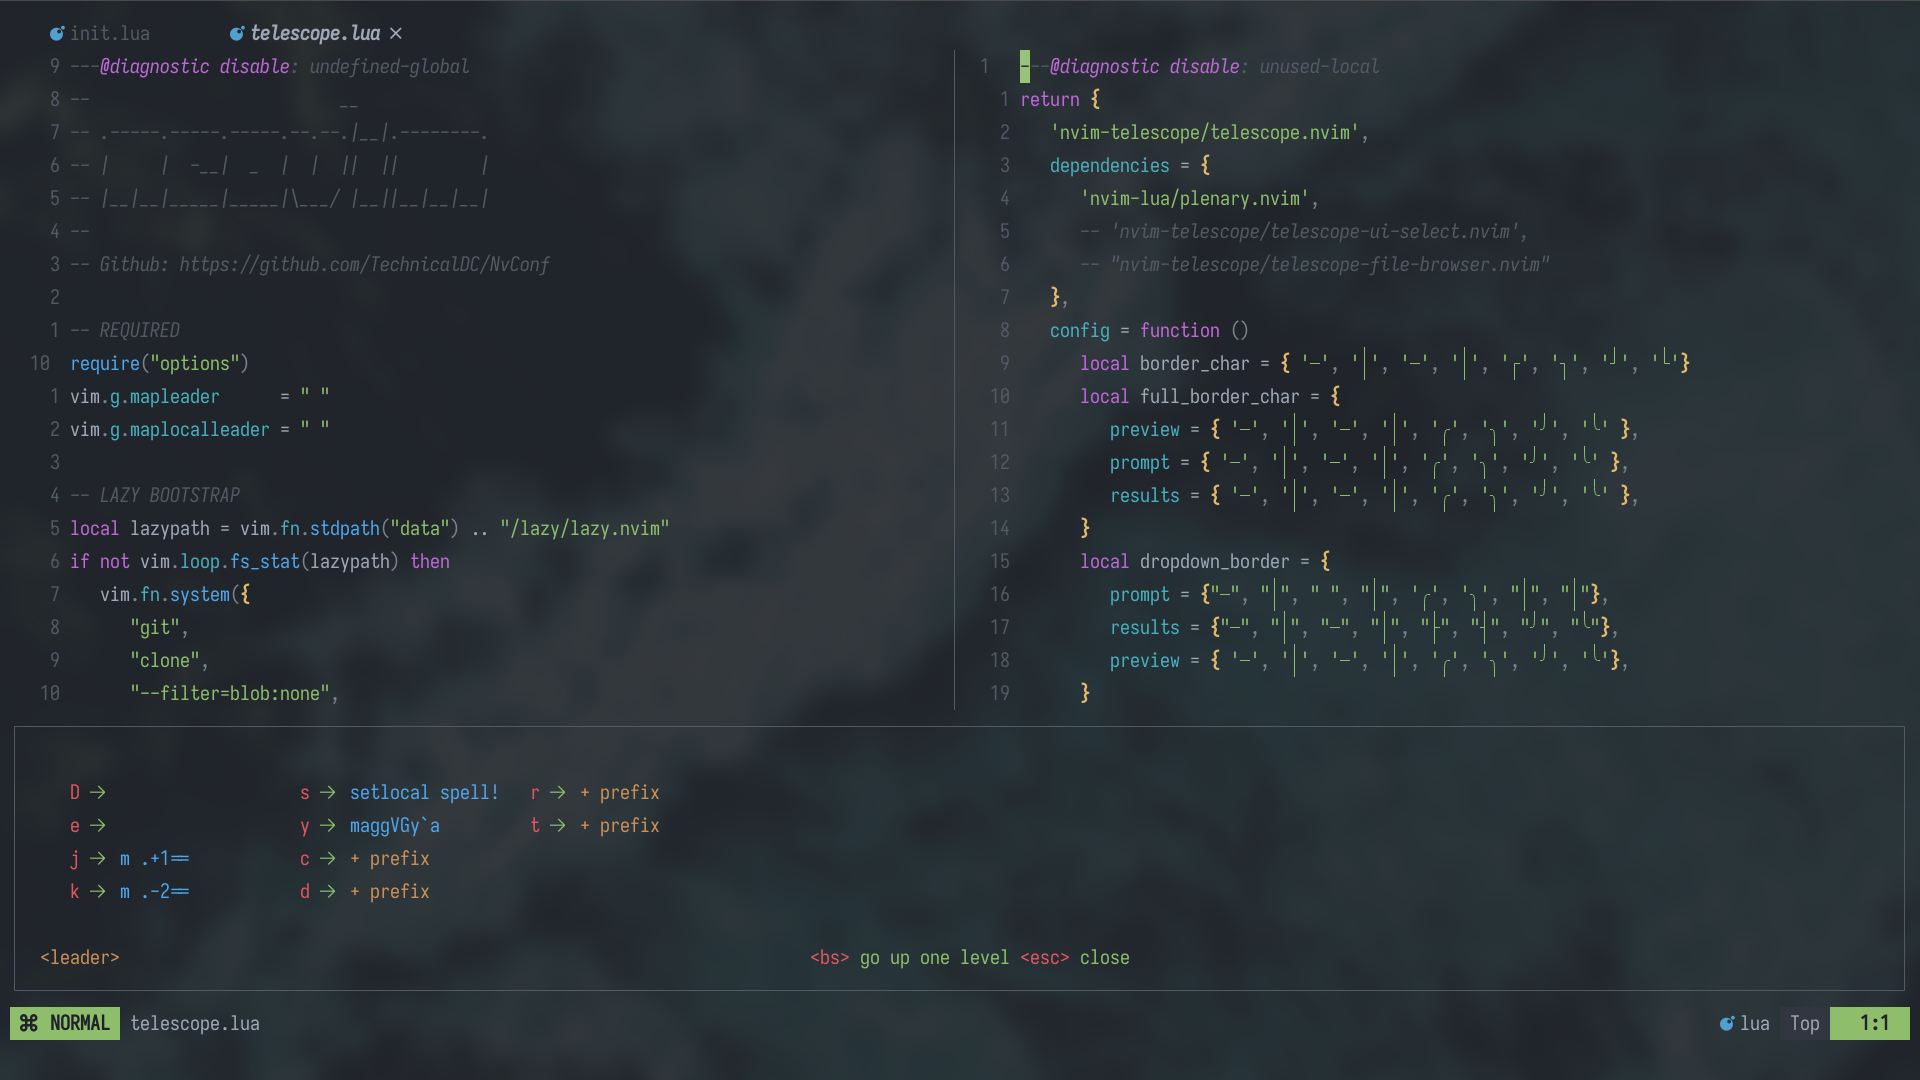 init.lua telescope.lua ×
9 ---@diagnostic disable: undefined-global
8 --                         __
7 -- .-----.-----.-----.--.--.|__|.--------.
6 -- |     |  -__|  _  |  |  ||  ||        |
5 -- |__|__|_____|_____|\___/ |__||__|__|__|
4 --
3 -- Github: https://github.com/TechnicalDC/NvConf
2
1 -- REQUIRED
10 require("options")
1 vim.g.mapleader      = " "
2 vim.g.maplocalleader = " "
3
4 -- LAZY BOOTSTRAP
5 local lazypath = vim.fn.stdpath("data") .. "/lazy/lazy.nvim"
6 if not vim.loop.fs_stat(lazypath) then
7    vim.fn.system({
8       "git",
9       "clone",
10       "--filter=blob:none",
1 ---@diagnostic disable: unused-local
1 return {
2    'nvim-telescope/telescope.nvim',
3    dependencies = {
4       'nvim-lua/plenary.nvim',
5       -- 'nvim-telescope/telescope-ui-select.nvim',
6       -- "nvim-telescope/telescope-file-browser.nvim"
7    },
8    config = function ()
9       local border_char = { '─', '│', '─', '│', '┌', '┐', '┘', '└'}
10       local full_border_char = {
11          preview = { '─', '│', '─', '│', '╭', '╮', '╯', '╰' },
12          prompt = { '─', '│', '─', '│', '╭', '╮', '╯', '╰' },
13          results = { '─', '│', '─', '│', '╭', '╮', '╯', '╰' },
14       }
15       local dropdown_border = {
16          prompt = {"─", "│", " ", "│", '╭', '╮', "│", "│"},
17          results = {"─", "│", "─", "│", "├", "┤", "╯", "╰"},
18          preview = { '─', '│', '─', '│', '╭', '╮', '╯', '╰'},
19       }
D → s → setlocal spell! r → + prefix
e → y → maggVGy`a t → + prefix
j → m .+1== c → + prefix
k → m .-2== d → + prefix
<leader> <bs> go up one level <esc> close
⌘ NORMAL telescope.lua lua Top 1:1